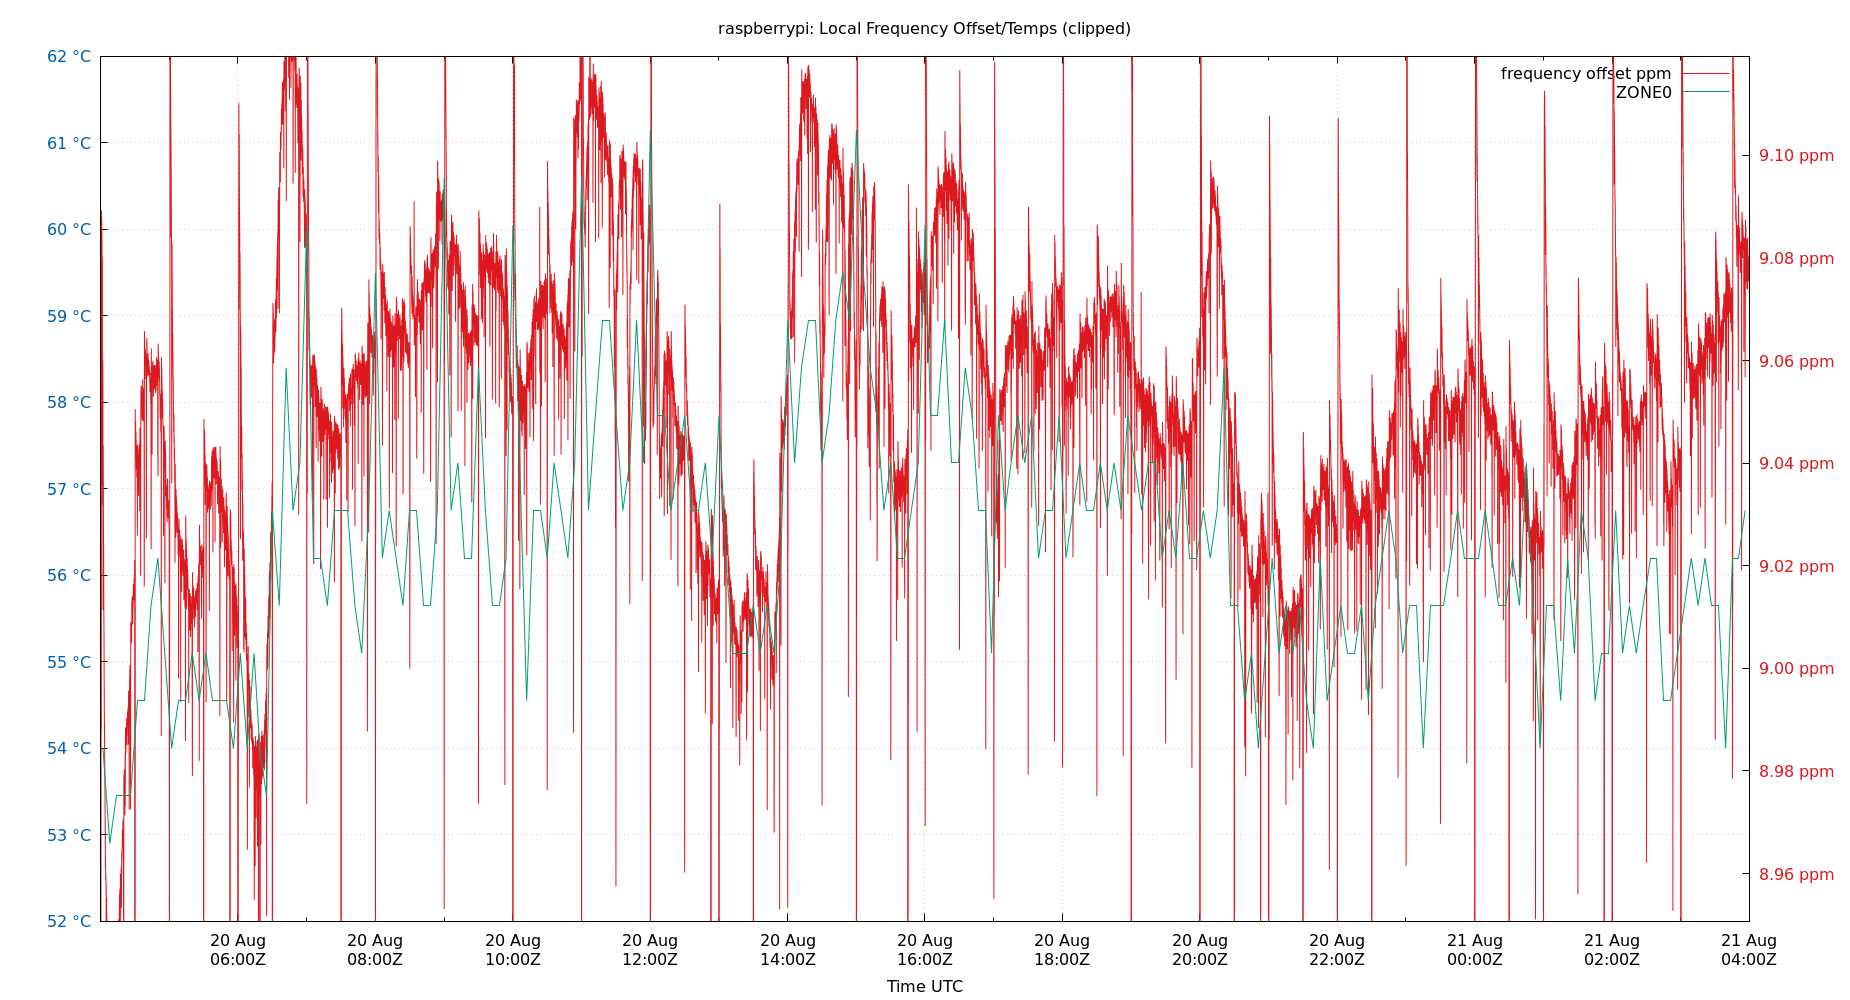 raspberrypi: Local Frequency Offset/Temps (clipped)
62 °C
61 °C
60 °C
59 °C
58 °C
57 °C
56 °C
55 °C
54 °C
53 °C
52 °C
frequency offset ppm
ZONE0
9.10 ppm
9.08 ppm
9.06 ppm
9.04 ppm
9.02 ppm
9.00 ppm
8.98 ppm
8.96 ppm
20 Aug
06:00Z
20 Aug
08:00Z
20 Aug
10:00Z
20 Aug
12:00Z
20 Aug
14:00Z
20 Aug
16:00Z
20 Aug
18:00Z
20 Aug
20:00Z
20 Aug
22:00Z
21 Aug
00:00Z
21 Aug
02:00Z
21 Aug
04:00Z
Time UTC